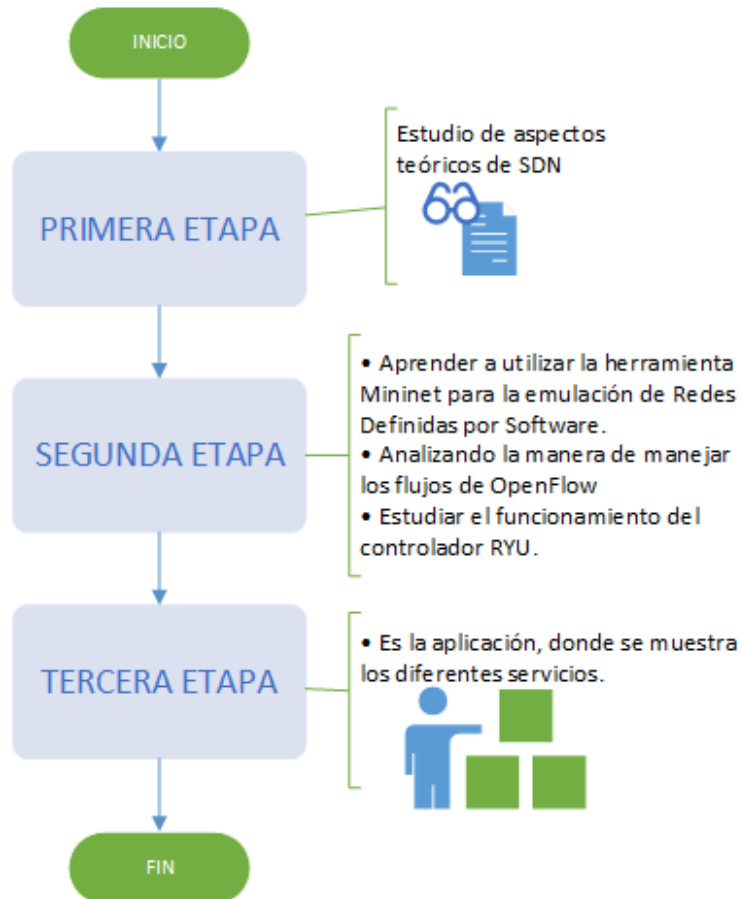 INICIO
PRIMERA ETAPA
Estudio de aspectos
teóricos de SDN
SEGUNDA ETAPA
• Aprender a utilizar la herramienta
Mininet para la emulación de Redes
Definidas por Software.
• Analizando la manera de manejar
los flujos de OpenFlow
• Estudiar el funcionamiento del
controlador RYU.
TERCERA ETAPA
• Es la aplicación, donde se muestra
los diferentes servicios.
FIN